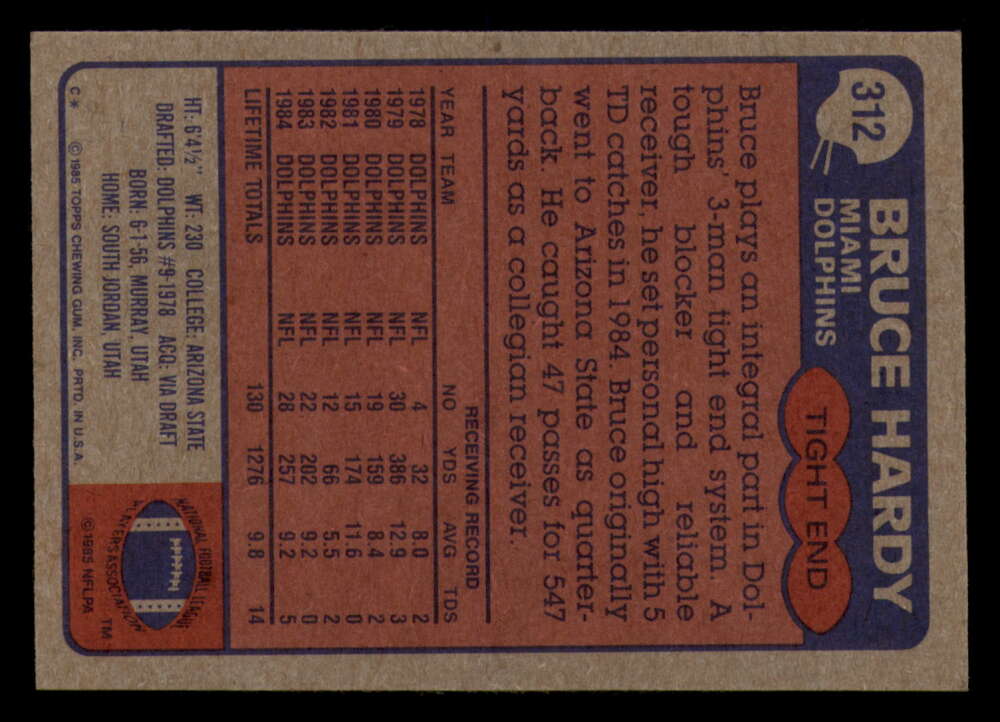 312
BRUCE HARDY
MIAMI
DOLPHINS
TIGHT END
Bruce plays an integral part in Dol-
phins' 3-man tight end system. A
tough blocker and reliable
receiver, he set personal high with 5
TD catches in 1984. Bruce originally
went to Arizona State as quarter-
back. He caught 47 passes for 547
yards as a collegian receiver.
RECEIVING RECORD
YEAR TEAM NO YDS AVG TDS
1978 DOLPHINS NFL 4 32 8.0 2
1979 DOLPHINS NFL 30 386 12.9 3
1980 DOLPHINS NFL 19 159 8.4 2
1981 DOLPHINS NFL 15 174 11.6 0
1982 DOLPHINS NFL 12 66 5.5 2
1983 DOLPHINS NFL 22 202 9.2 0
1984 DOLPHINS NFL 28 257 9.2 5
LIFETIME TOTALS 130 1276 9.8 14
HT: 6'4½" WT: 230 COLLEGE: ARIZONA STATE
DRAFTED: DOLPHINS #9-1978 ACQ: VIA DRAFT
BORN: 6-1-56, MURRAY, UTAH
HOME: SOUTH JORDAN, UTAH
C* © 1985 TOPPS CHEWING GUM, INC. PRTD. IN U.S.A.
NATIONAL FOOTBALL LEAGUE
PLAYERS ASSOCIATION
TM
© 1985 NFLPA